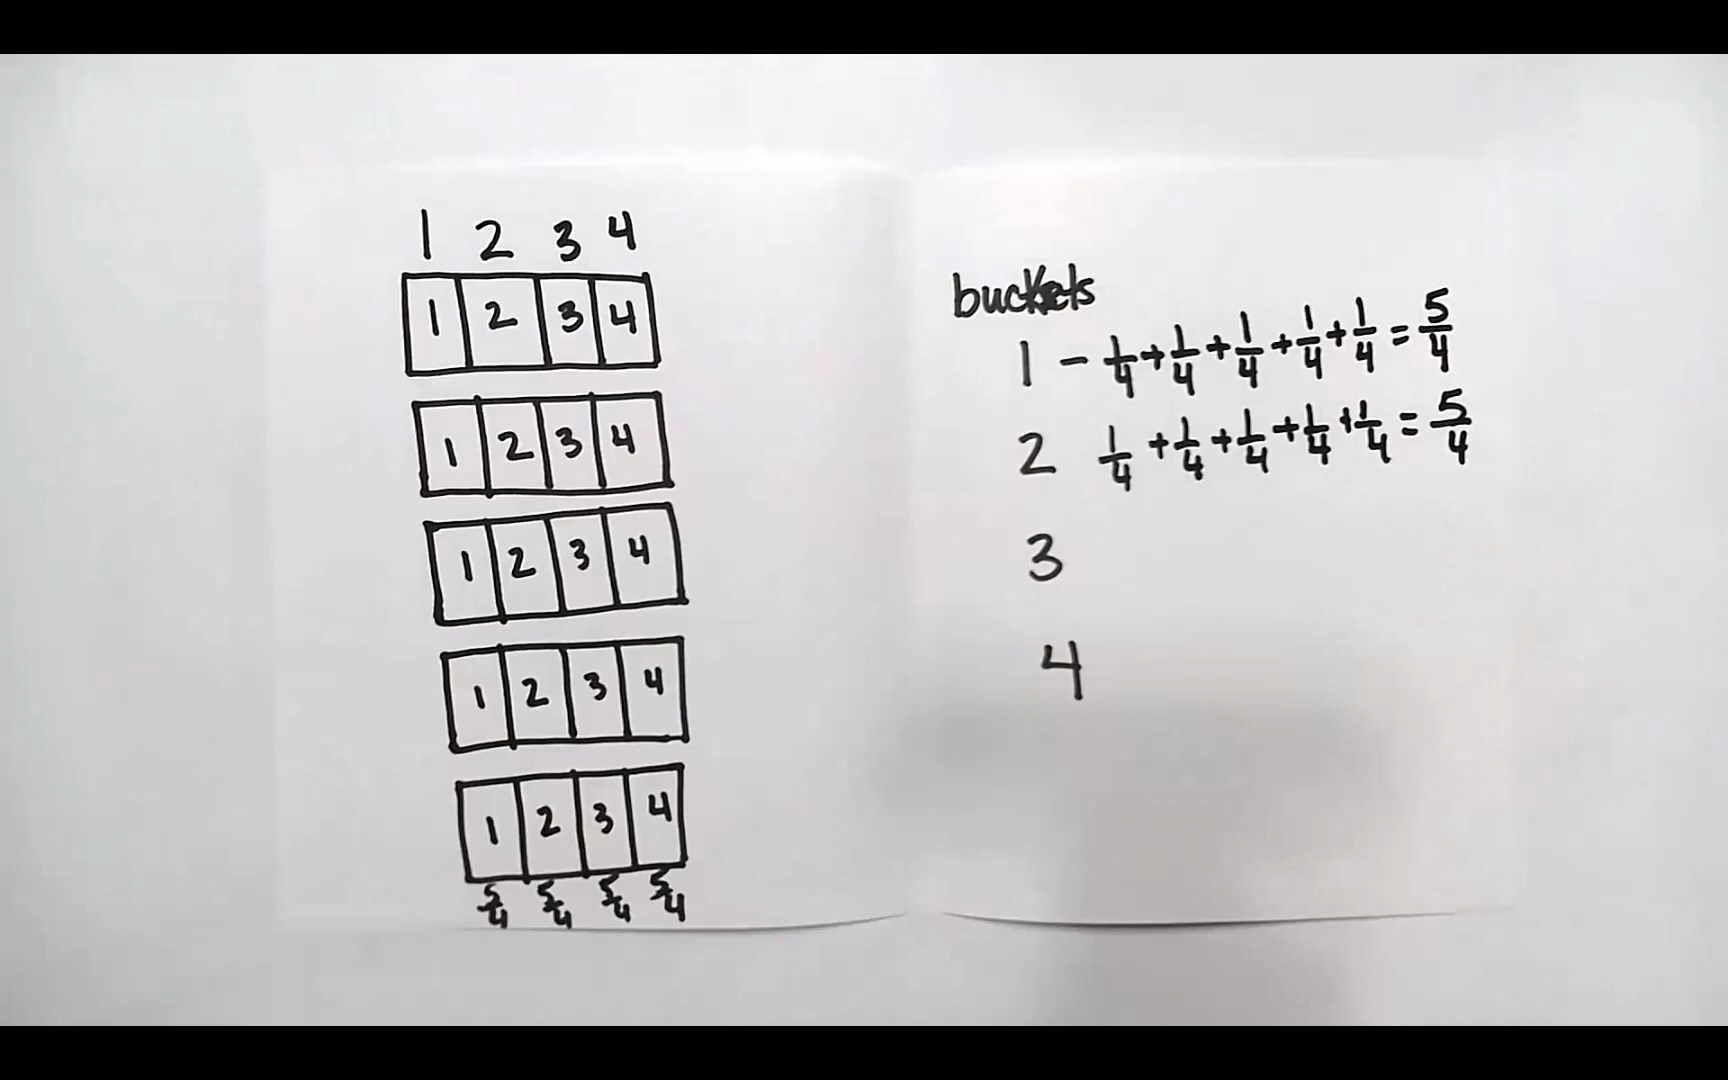 1 2 3 4
1 2 3 4
1 2 3 4
1 2 3 4
1 2 3 4
1 2 3 4
5/4 5/4 5/4 5/4
buckets
1 - 1/4 + 1/4 + 1/4 + 1/4 + 1/4 = 5/4
2 1/4 + 1/4 + 1/4 + 1/4 + 1/4 = 5/4
3
4